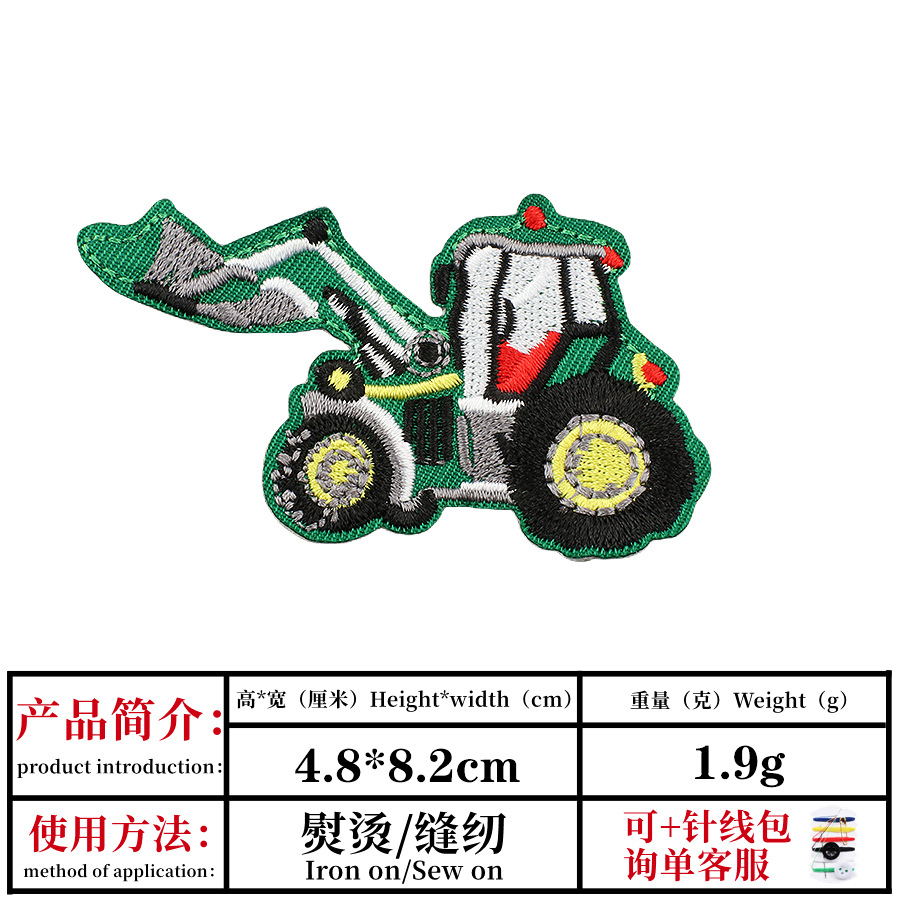 产品简介：
product introduction：
高*宽（厘米）Height*width（cm）
重量（克）Weight（g）
4.8*8.2cm
1.9g
使用方法：
method of application：
熨烫/缝纫
Iron on/Sew on
可+针线包
询单客服